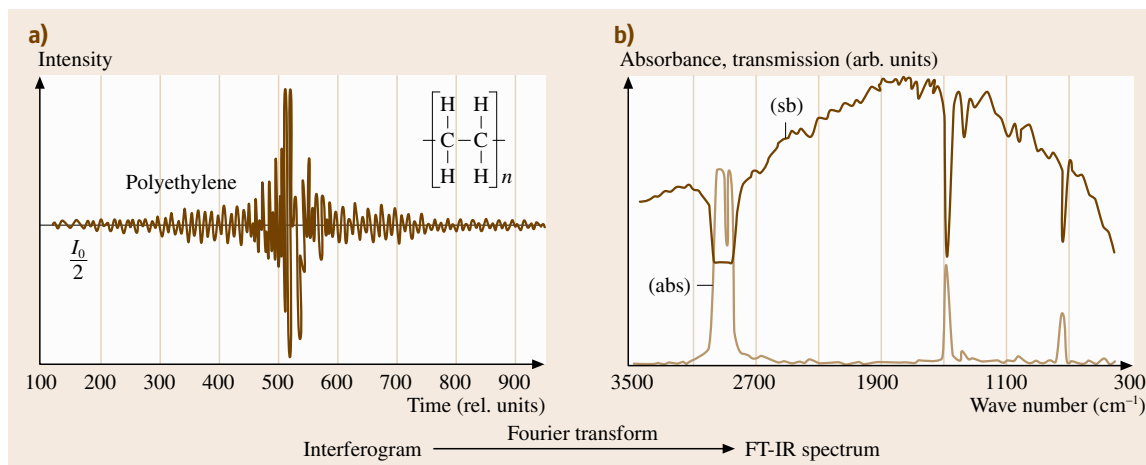 a)
Intensity
H H
C C
H H n
Polyethylene
I₀
2
100 200 300 400 500 600 700 800 900
Time (rel. units)
b)
Absorbance, transmission (arb. units)
(sb)
(abs)
3500 2700 1900 1100 300
Wave number (cm⁻¹)
Fourier transform
Interferogram FT-IR spectrum